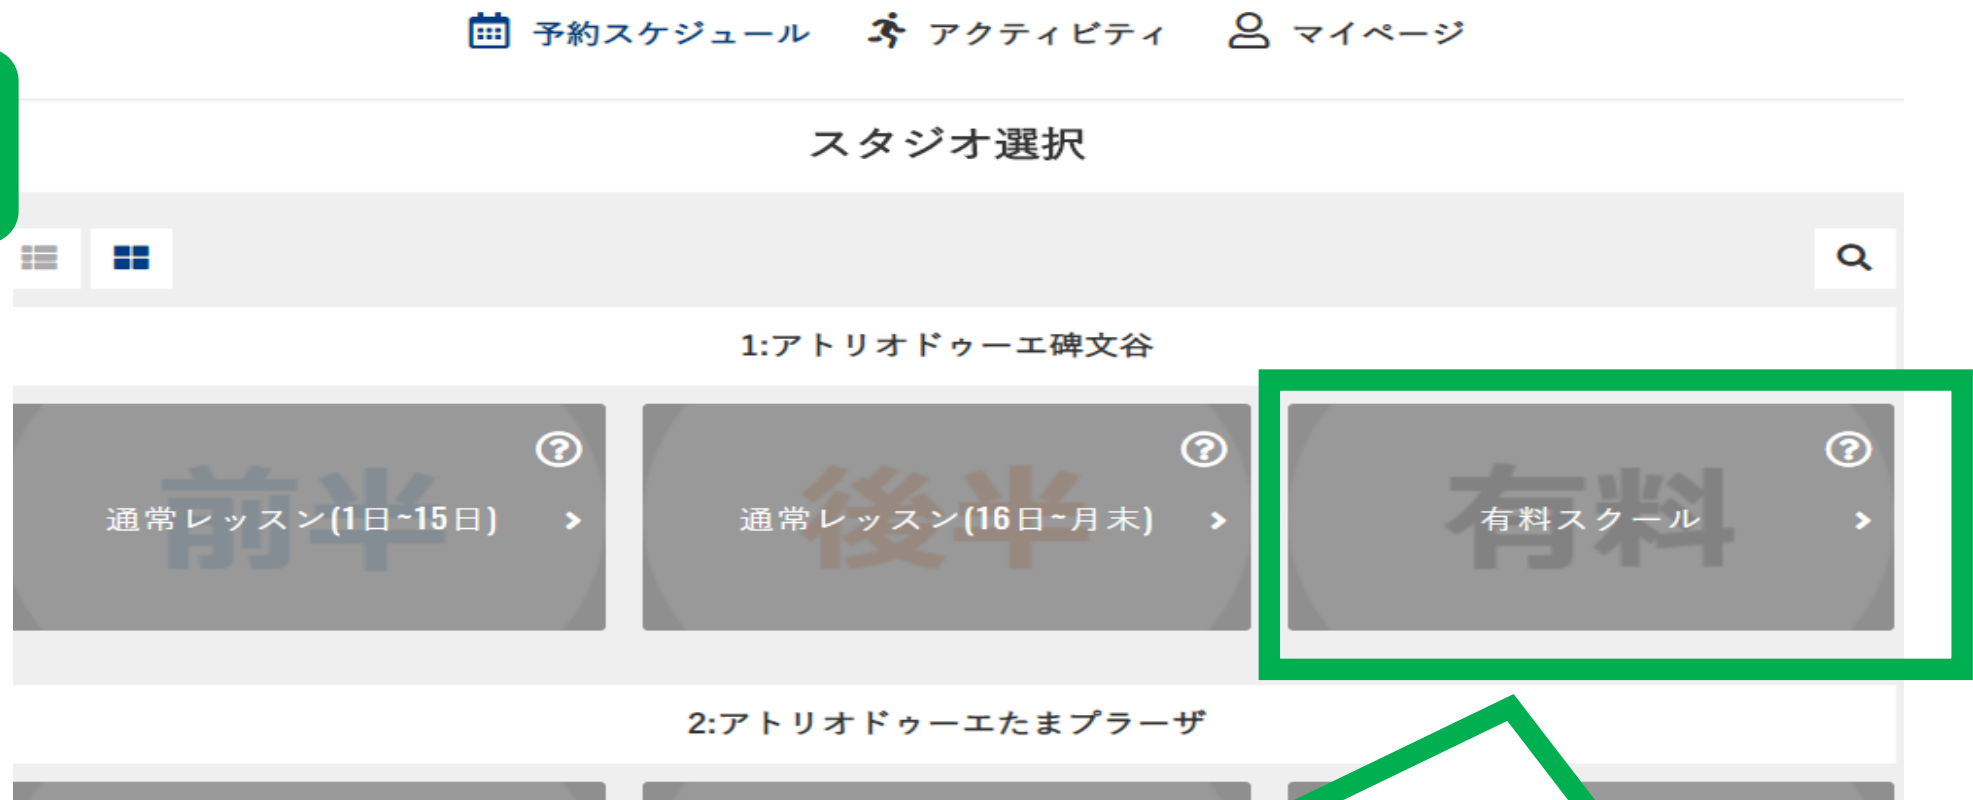 予約スケジュール アクティビティ マイページ
スタジオ選択
1:アトリオドゥーエ碑文谷
前半
通常レッスン(1日~15日)
後半
通常レッスン(16日~月末)
有料
有料スクール
2:アトリオドゥーエたまプラーザ